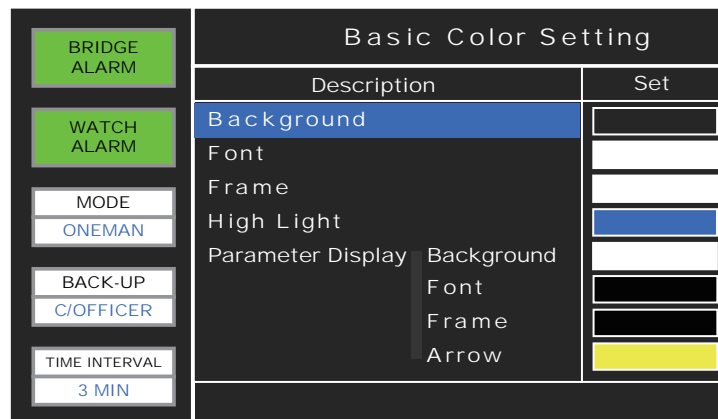 BRIDGE
ALARM
WATCH
ALARM
MODE
ONEMAN
BACK-UP
C/OFFICER
TIME INTERVAL
3 MIN
Basic Color Setting
Description Set
Background
Font
Frame
High Light
Parameter Display Background
Font
Frame
Arrow